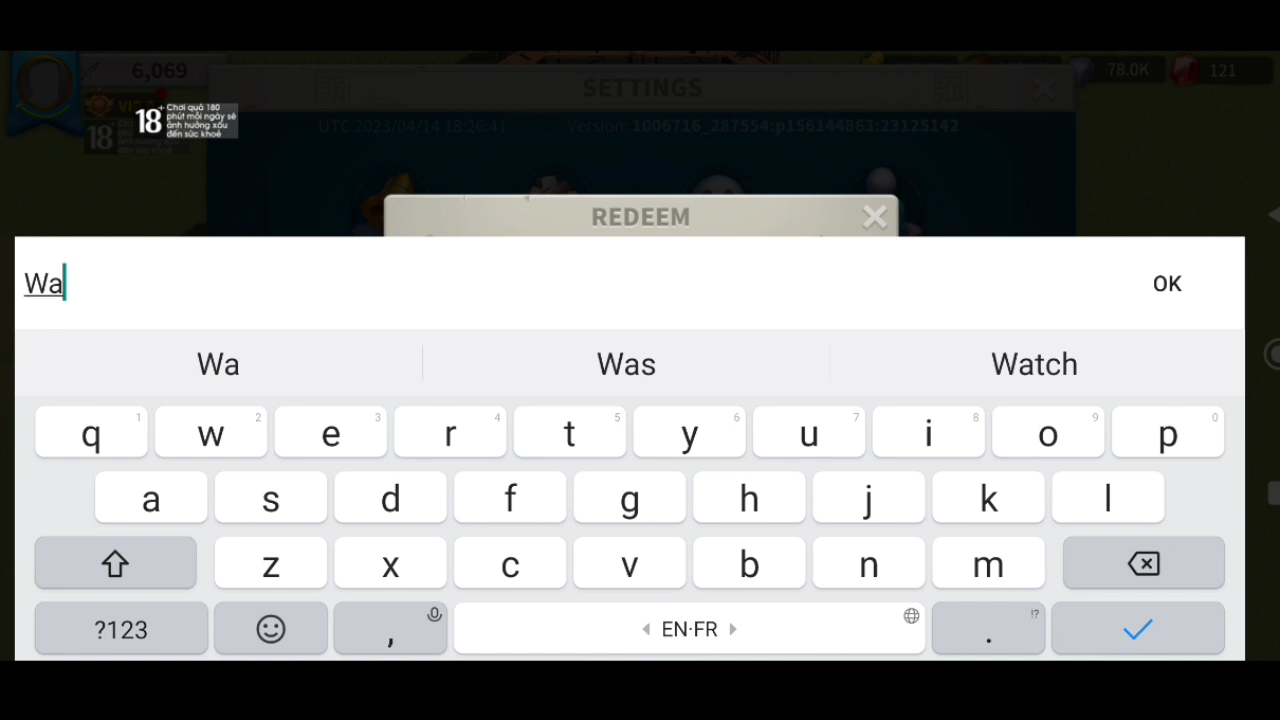 6,069
SETTINGS
78.0K
121
VIP
18+
Chơi quá 180
phút mỗi ngày sẽ
ảnh hưởng xấu
đến sức khoẻ
UTC 2023/04/14 18:26:41
Version: 1006716_287554:p156144863:23125142
REDEEM
Wa
OK
Wa Was Watch
q 1 w 2 e 3 r 4 t 5 y 6 u 7 i 8 o 9 p 0
a s d f g h j k l
z x c v b n m
?123 , EN·FR . !?